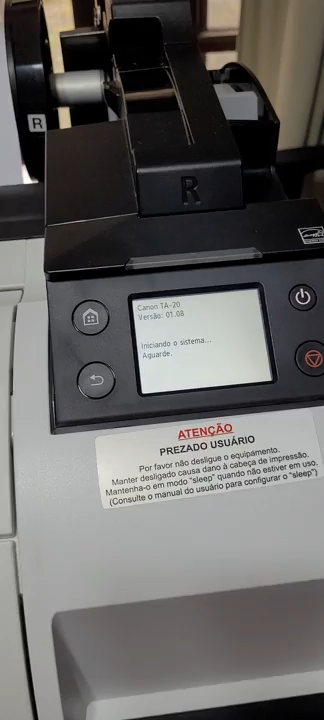 R
R
Canon TA-20
Versão: 01.08
Iniciando o sistema...
Aguarde.
ATENÇÃO
PREZADO USUÁRIO
Por favor não desligue o equipamento.
Manter desligado causa dano à cabeça de impressão.
Mantenha-o em modo "sleep" quando não estiver em uso.
(Consulte o manual do usuário para configurar o "sleep")